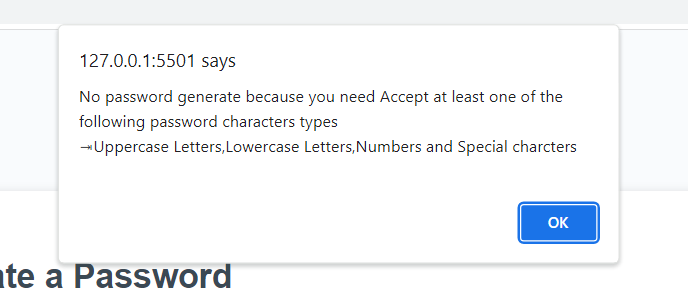 127.0.0.1:5501 says
No password generate because you need Accept at least one of the
following password characters types
⇥Uppercase Letters,Lowercase Letters,Numbers and Special charcters
OK
ate a Password